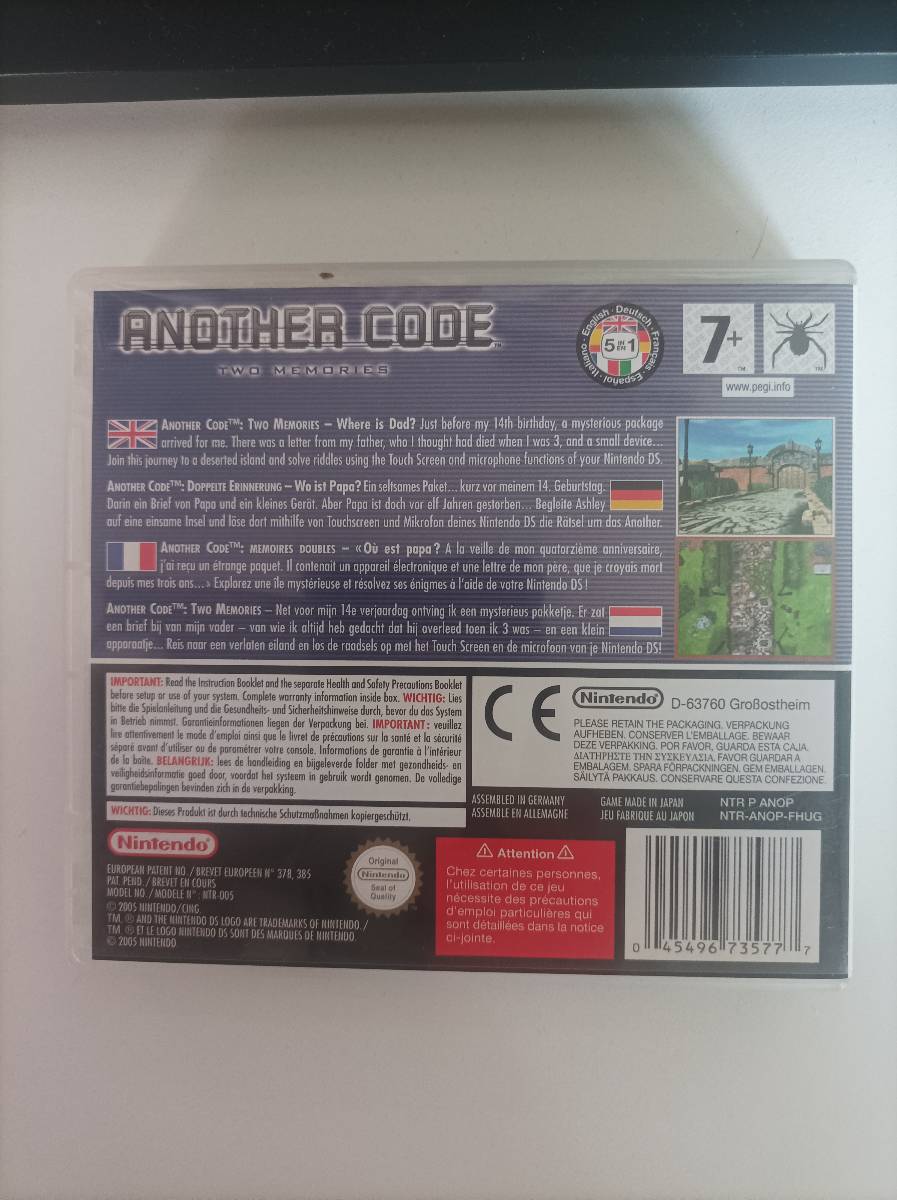 ANOTHER CODE™
TWO MEMORIES
English · Deutsch · Français · Español · Italiano
5 IN EN 1
7+
™
™
www.pegi.info
ANOTHER CODE™: TWO MEMORIES – Where is Dad? Just before my 14th birthday, a mysterious package
arrived for me. There was a letter from my father, who I thought had died when I was 3, and a small device...
Join this journey to a deserted island and solve riddles using the Touch Screen and microphone functions of your Nintendo DS.
ANOTHER CODE™: DOPPELTE ERINNERUNG – Wo ist Papa? Ein seltsames Paket... kurz vor meinem 14. Geburtstag.
Darin ein Brief von Papa und ein kleines Gerät. Aber Papa ist doch vor elf Jahren gestorben... Begleite Ashley
auf eine einsame Insel und löse dort mithilfe von Touchscreen und Mikrofon deines Nintendo DS die Rätsel um das Another.
ANOTHER CODE™: MEMOIRES DOUBLES – «Où est papa? A la veille de mon quatorzième anniversaire,
j'ai reçu un étrange paquet. Il contenait un appareil électronique et une lettre de mon père, que je croyais mort
depuis mes trois ans...» Explorez une île mystérieuse et résolvez ses énigmes à l'aide de votre Nintendo DS!
ANOTHER CODE™: TWO MEMORIES – Net voor mijn 14e verjaardag ontving ik een mysterieus pakketje. Er zat
een brief bij van mijn vader – van wie ik altijd heb gedacht dat hij overleed toen ik 3 was – en een klein
apparaatje... Reis naar een verlaten eiland en los de raadsels op met het Touch Screen en de microfoon van je Nintendo DS!
IMPORTANT: Read the Instruction Booklet and the separate Health and Safety Precautions Booklet
before setup or use of your system. Complete warranty information inside box. WICHTIG: Lies
bitte die Spielanleitung und die Gesundheits- und Sicherheitshinweise durch, bevor du das System
in Betrieb nimmst. Garantieinformationen liegen der Verpackung bei. IMPORTANT: veuillez
lire attentivement le mode d'emploi ainsi que le livret de précautions sur la santé et la sécurité
séparé avant d'utiliser ou de paramétrer votre console. Informations de garantie à l'intérieur
de la boîte. BELANGRIJK: lees de handleiding en bijgeleverde folder met gezondheids- en
veiligheidsinformatie goed door, voordat het systeem in gebruik wordt genomen. De volledige
garantiebepalingen bevinden zich in de verpakking.
WICHTIG: Dieses Produkt ist durch technische Schutzmaßnahmen kopiergeschützt.
CE
Nintendo® D-63760 Großostheim
PLEASE RETAIN THE PACKAGING. VERPACKUNG
AUFHEBEN. CONSERVER L'EMBALLAGE. BEWAAR
DEZE VERPAKKING. POR FAVOR, GUARDA ESTA CAJA.
ΔΙΑΤΗΡΗΣΤΕ ΤΗΝ ΣΥΣΚΕΥΑΣΙΑ. FAVOR GUARDAR A
EMBALAGEM. SPARA FÖRPACKNINGEN. GEM EMBALLAGEN.
SÄILYTÄ PAKKAUS. CONSERVARE QUESTA CONFEZIONE.
ASSEMBLED IN GERMANY
ASSEMBLE EN ALLEMAGNE
GAME MADE IN JAPAN
JEU FABRIQUE AU JAPON
NTR P ANOP
NTR-ANOP-FHUG
Nintendo®
EUROPEAN PATENT NO. / BREVET EUROPEEN N° 378, 385
PAT. PEND. / BREVET EN COURS
MODEL NO. / MODELE N°: NTR-005
© 2005 NINTENDO/CING.
TM, ® AND THE NINTENDO DS LOGO ARE TRADEMARKS OF NINTENDO. /
TM, ® ET LE LOGO NINTENDO DS SONT DES MARQUES DE NINTENDO.
© 2005 NINTENDO.
Original
Nintendo
Seal of
Quality
Attention
Chez certaines personnes,
l'utilisation de ce jeu
nécessite des précautions
d'emploi particulières qui
sont détaillées dans la notice
ci-jointe.
0 45496 73577 7